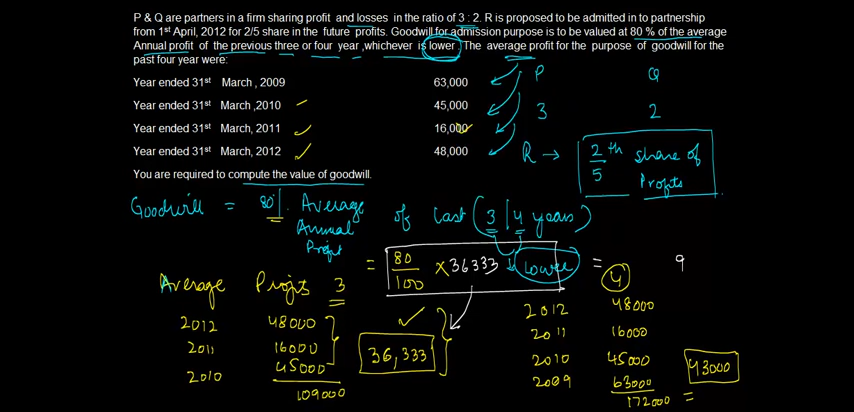 P & Q are partners in a firm sharing profit and losses in the ratio of 3 : 2. R is proposed to be admitted in to partnership
from 1st April, 2012 for 2/5 share in the future profits. Goodwill for admission purpose is to be valued at 80 % of the average
Annual profit of the previous three or four year ,whichever is lower. The average profit for the purpose of goodwill for the
past four year were:
Year ended 31st March, 2009 63,000
Year ended 31st March,2010 45,000
Year ended 31st March, 2011 16,000
Year ended 31st March, 2012 48,000
You are required to compute the value of goodwill.
P Q
3 2
R → 2/5 th share of
Profits
Goodwill = 80% Average
Annual
Profit
of last (3 | 4 years)
Lower
= 80/100 × 36333 = 9
Average Profits 3
2012 48000
2011 16000
2010 45000
109000
36,333
4
2012 48000
2011 16000
2010 45000
2009 63000
172000 =
43000